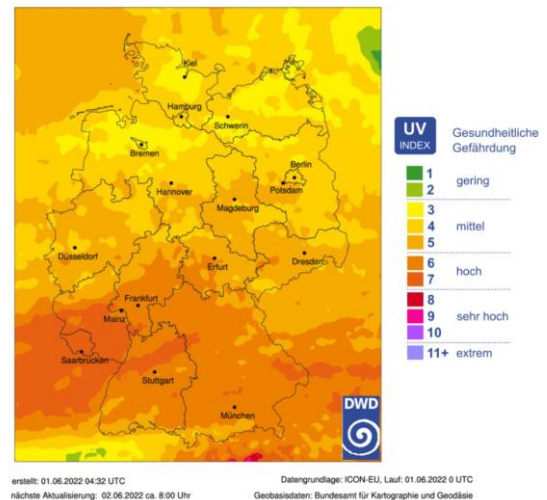 Kiel
Hamburg
Schwerin
Bremen
Berlin
Potsdam
Hannover
Magdeburg
Düsseldorf
Erfurt
Dresden
Frankfurt
Mainz
Saarbrücken
Stuttgart
München
DWD
UV
INDEX
Gesundheitliche
Gefährdung
1
2
gering
3
4
mittel
5
6
hoch
7
8
9
sehr hoch
10
11+ extrem
erstellt: 01.06.2022 04:32 UTC
Datengrundlage: ICON-EU, Lauf: 01.06.2022 0 UTC
nächste Aktualisierung: 02.06.2022 ca. 8:00 Uhr
Geobasisdaten: Bundesamt für Kartographie und Geodäsie